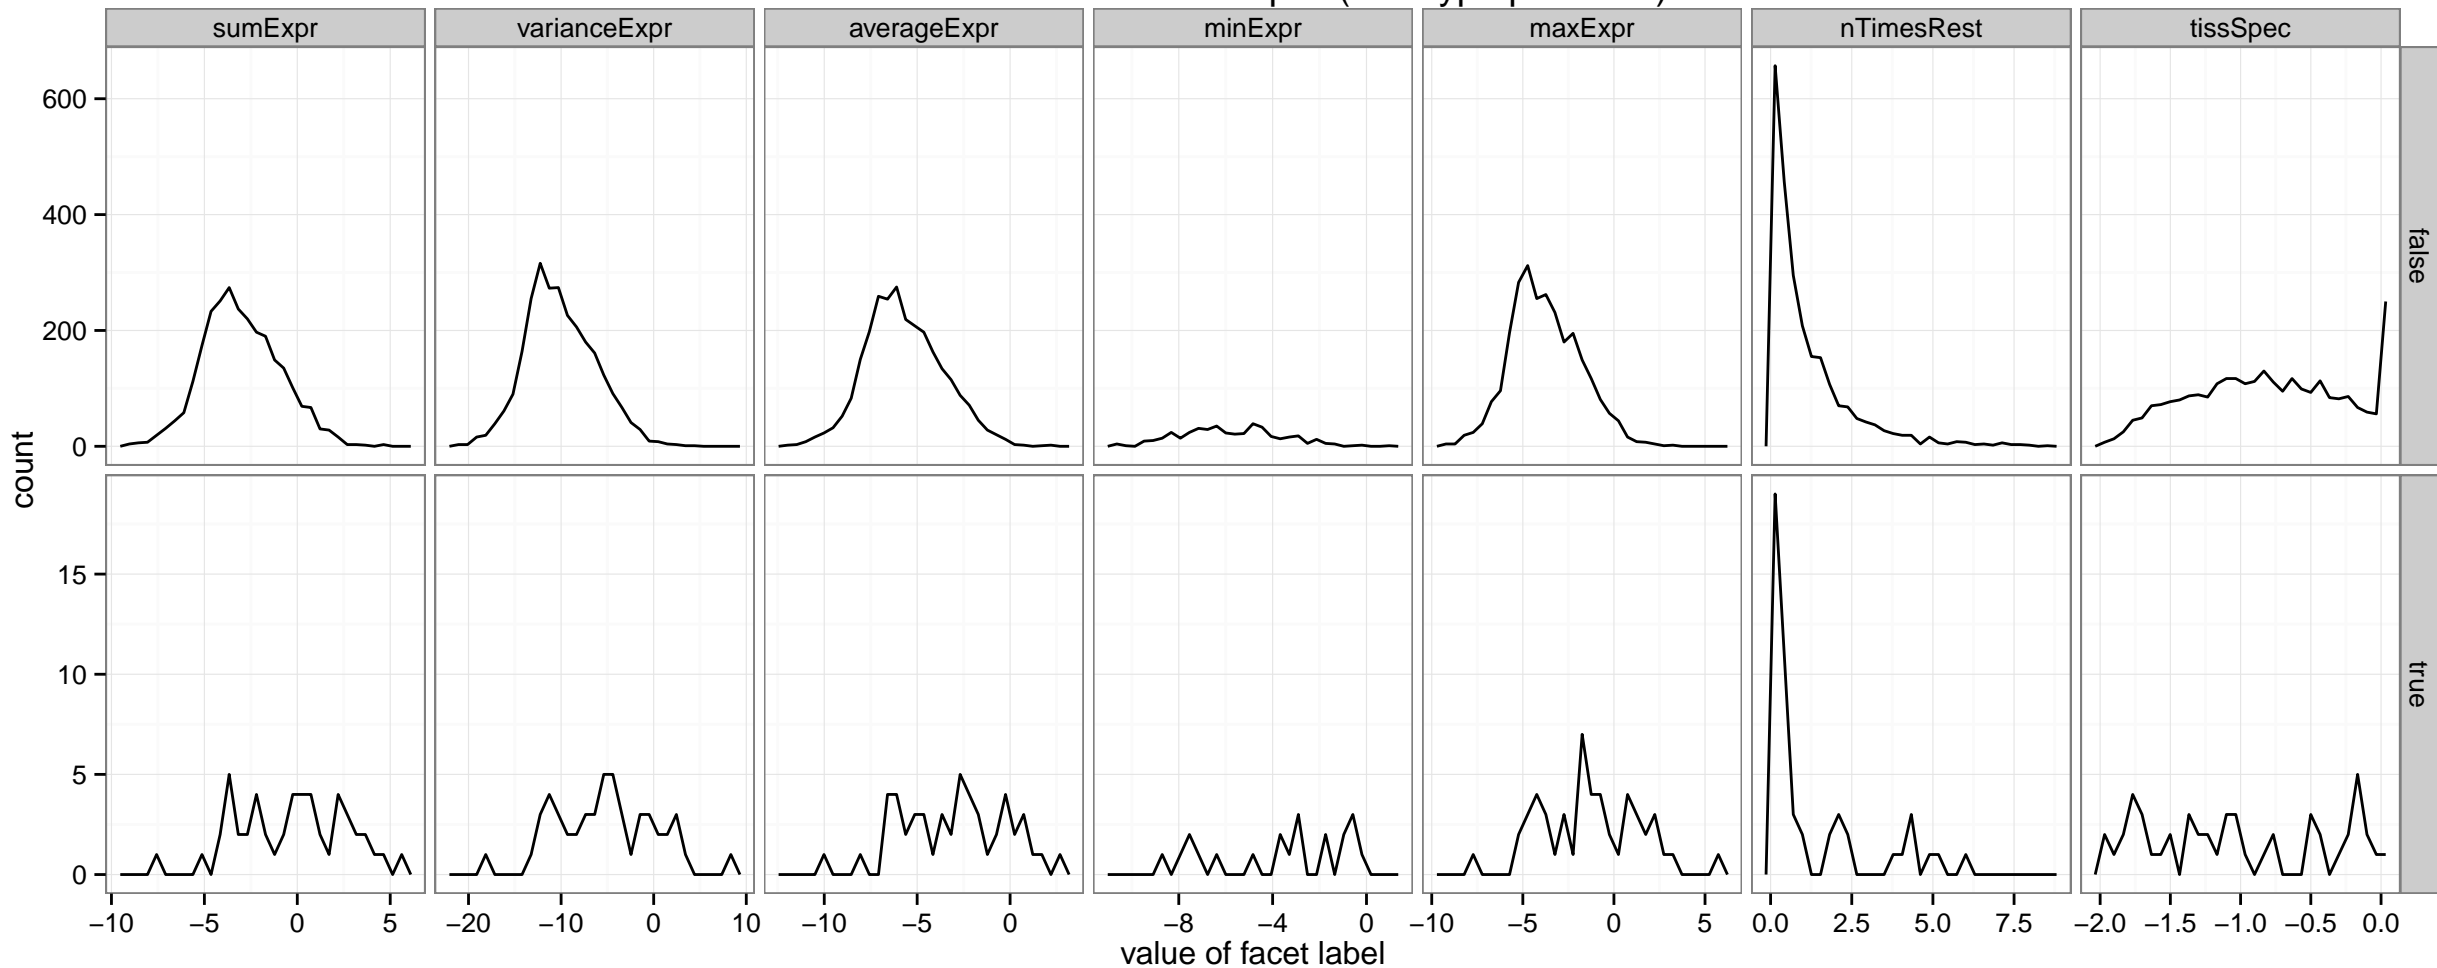 sumExpr varianceExpr averageExpr minExpr maxExpr nTimesRest tissSpec
600
400
200
0
false
count
15
10
5
0
true
−10 −5 0 5 −20 −10 0 10 −10 −5 0 −8 −4 0 −10 −5 0 5 0.0 2.5 5.0 7.5 −2.0 −1.5 −1.0 −0.5 0.0
value of facet label